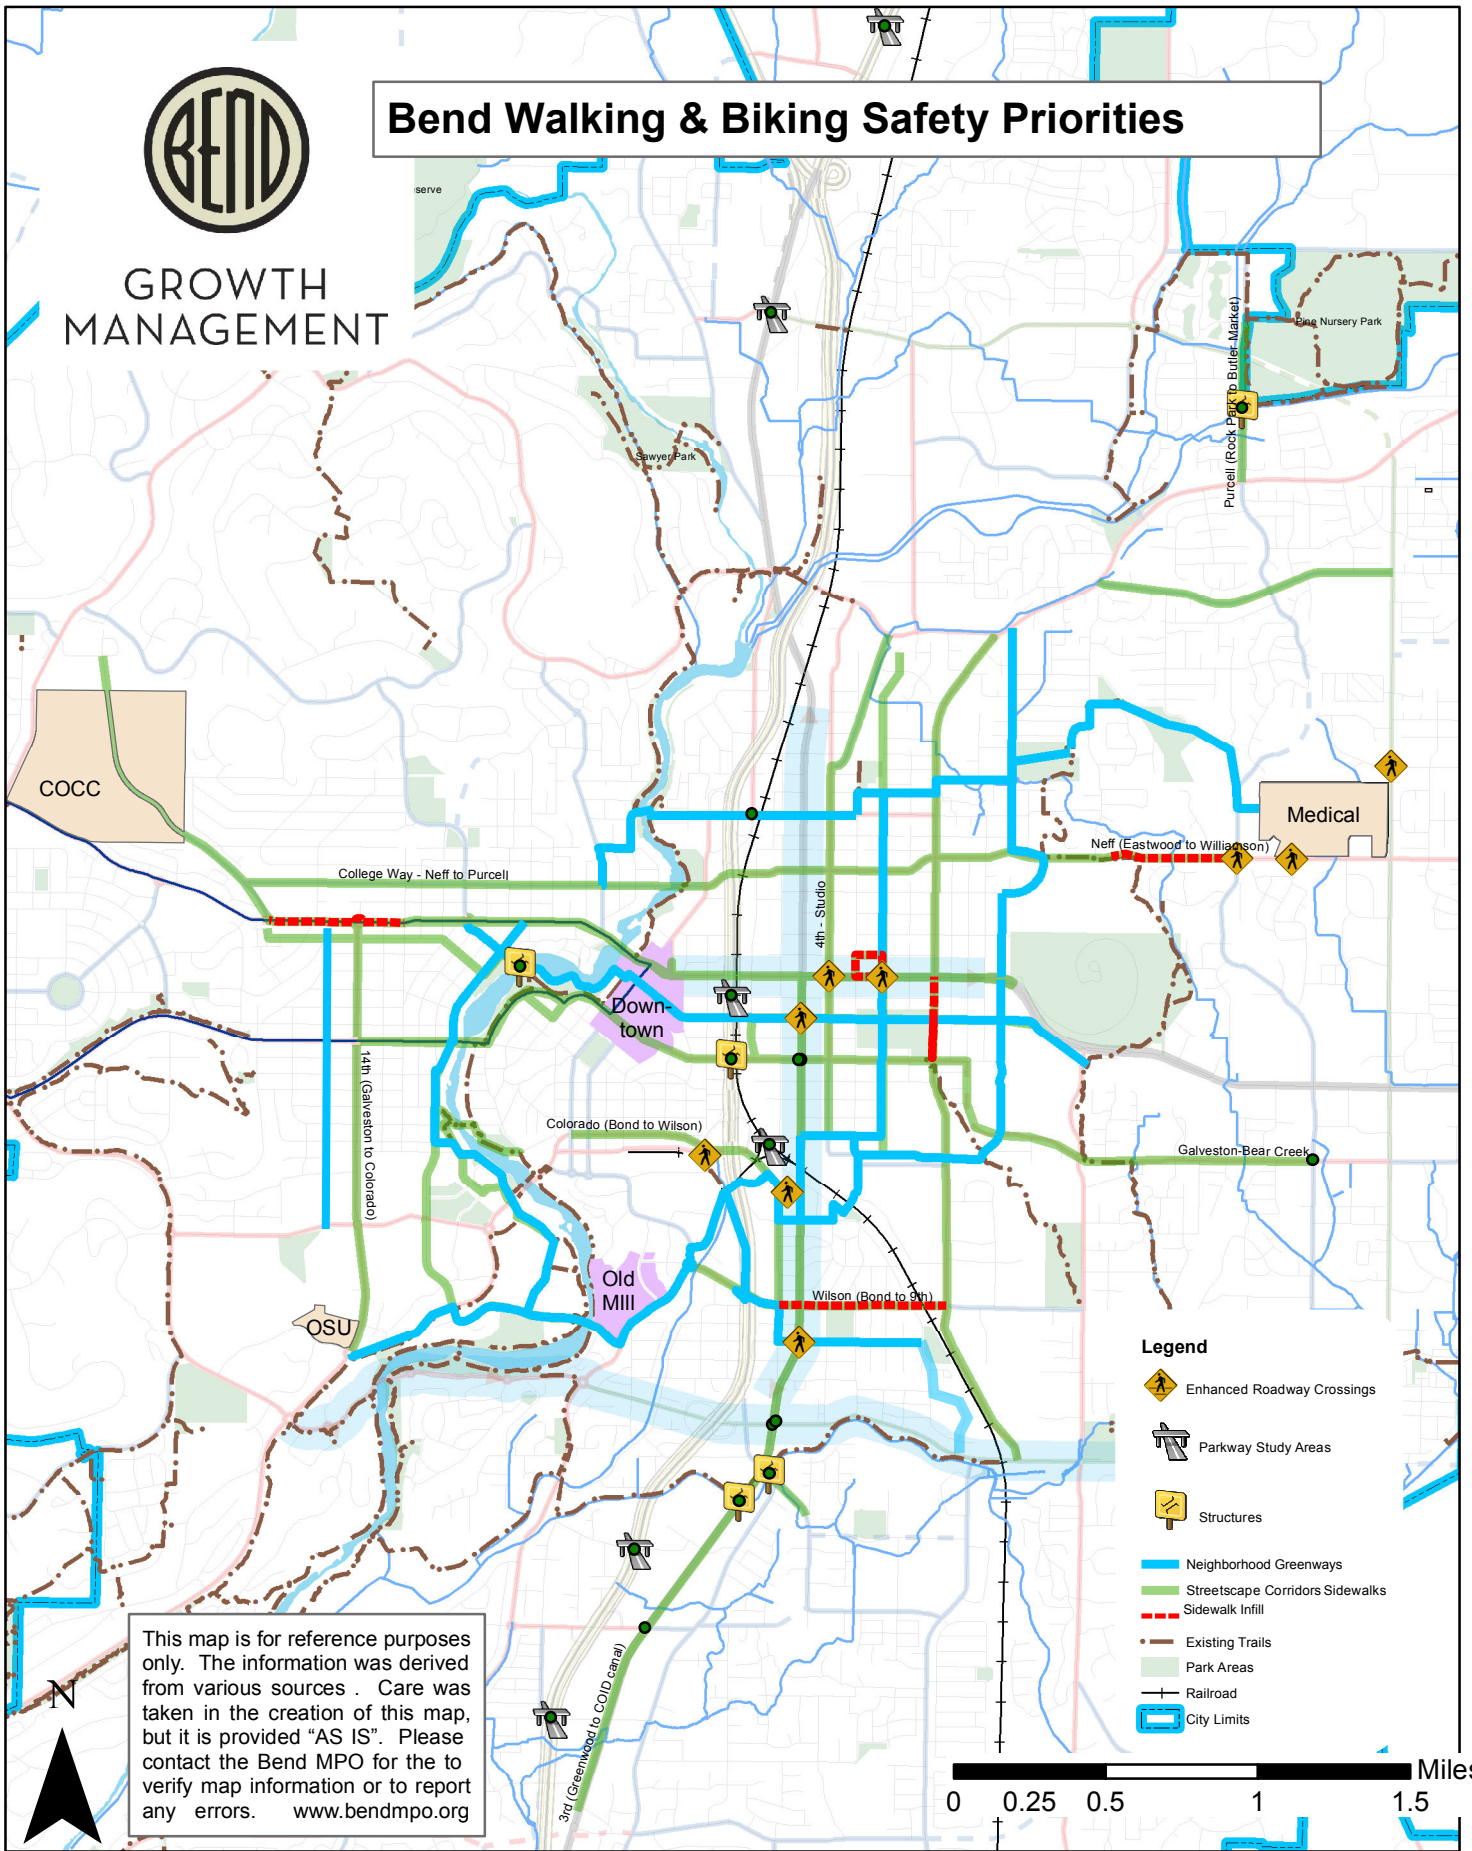 BEND
GROWTH
MANAGEMENT
Bend Walking & Biking Safety Priorities
serve
Pine Nursery Park
Purcell (Rock Park to Butler Market)
Sawyer Park
COCC
Medical
Neff (Eastwood to Williamson)
College Way - Neff to Purcell
4th - Studio
Down-
town
14th (Galveston to Colorado)
Colorado (Bond to Wilson)
Galveston-Bear Creek
Old
MIll
Wilson (Bond to 9th)
OSU
3rd (Greenwood to COID canal)
Legend
Enhanced Roadway Crossings
Parkway Study Areas
Structures
Neighborhood Greenways
Streetscape Corridors Sidewalks
Sidewalk Infill
Existing Trails
Park Areas
Railroad
City Limits
This map is for reference purposes
only. The information was derived
from various sources . Care was
taken in the creation of this map,
but it is provided “AS IS”. Please
contact the Bend MPO for the to
verify map information or to report
any errors. www.bendmpo.org
N
Miles
0 0.25 0.5 1 1.5